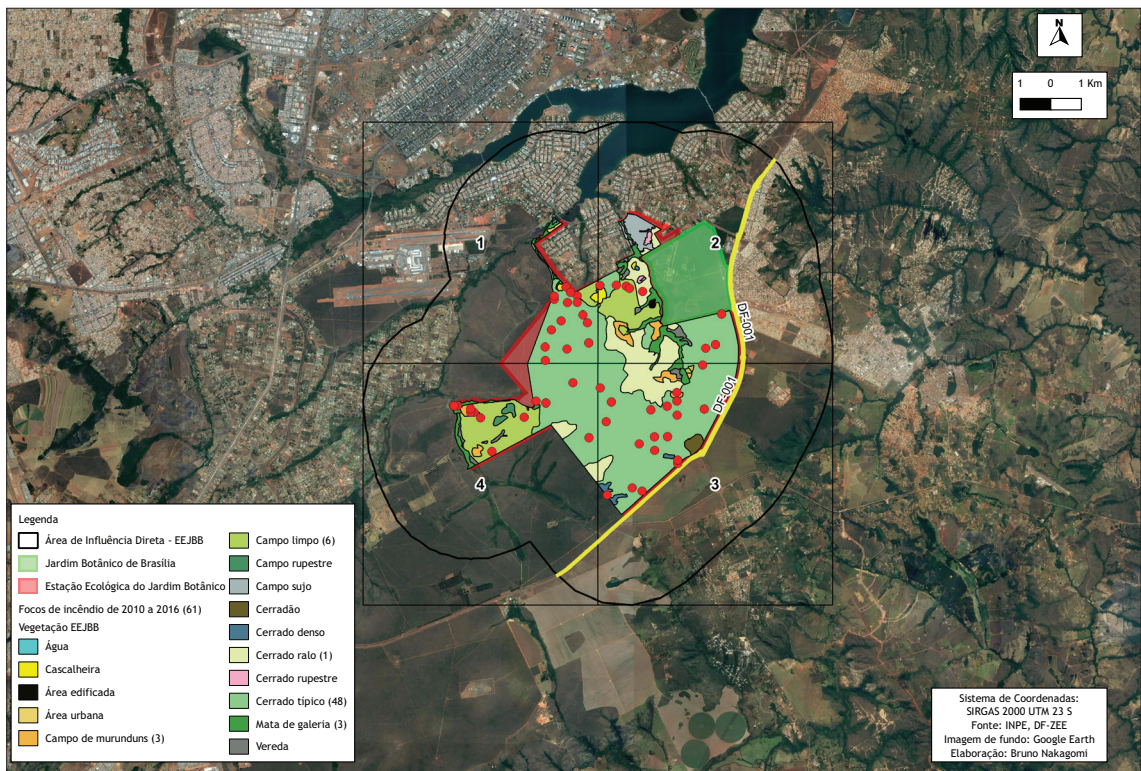 N
1 0 1 Km
1
2
DF-001
DF-001
4
3
Legenda
Área de Influência Direta - EEJBB
Jardim Botânico de Brasília
Estação Ecológica do Jardim Botânico
Focos de incêndio de 2010 a 2016 (61)
Vegetação EEJBB
Água
Cascalheira
Área edificada
Área urbana
Campo de murunduns (3)
Campo limpo (6)
Campo rupestre
Campo sujo
Cerradão
Cerrado denso
Cerrado ralo (1)
Cerrado rupestre
Cerrado típico (48)
Mata de galeria (3)
Vereda
Sistema de Coordenadas:
SIRGAS 2000 UTM 23 S
Fonte: INPE, DF-ZEE
Imagem de fundo: Google Earth
Elaboração: Bruno Nakagomi